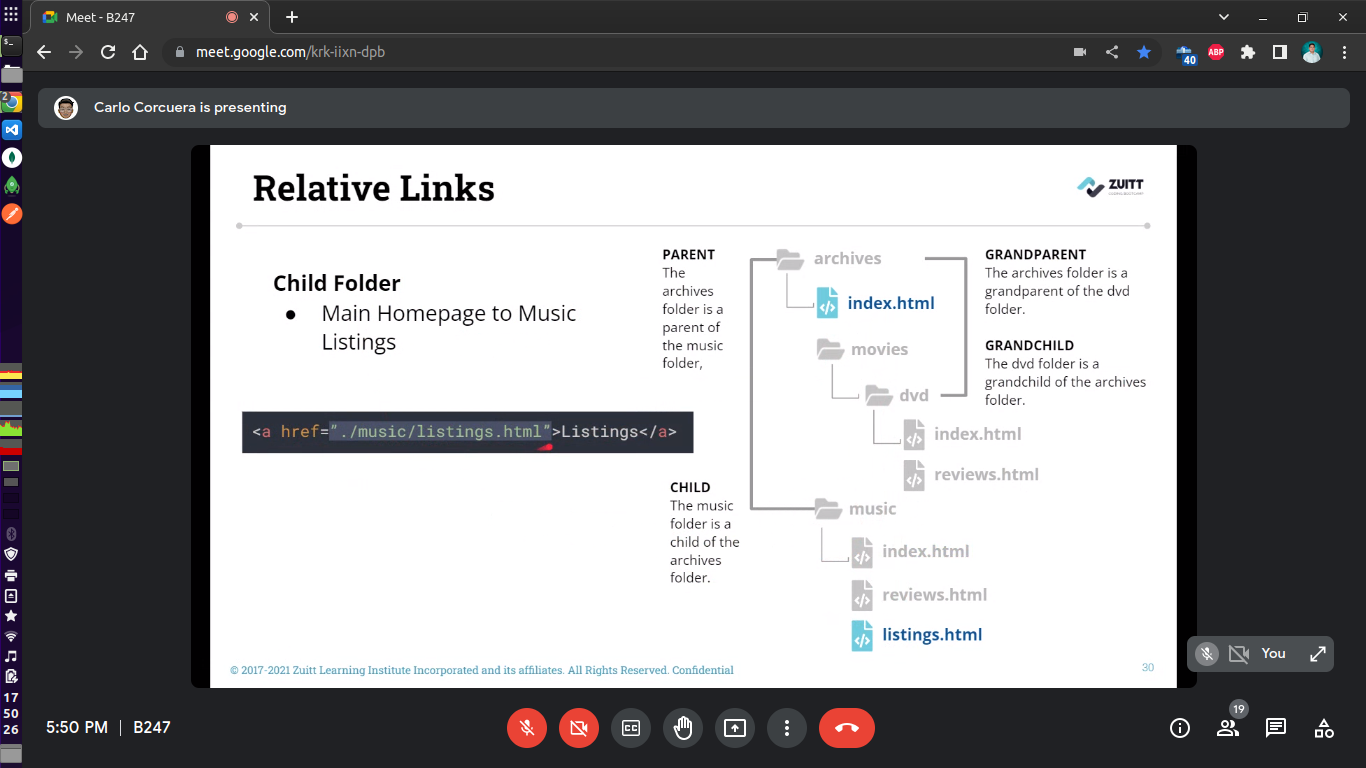 Meet - B247
meet.google.com/krk-iixn-dpb
40
ABP
2
Carlo Corcuera is presenting
Relative Links
ZUITT
Child Folder
● Main Homepage to Music
Listings
<a href="./music/listings.html">Listings</a>
PARENT
The
archives
folder is a
parent of
the music
folder,
CHILD
The music
folder is a
child of the
archives
folder.
archives
index.html
movies
dvd
index.html
reviews.html
music
index.html
reviews.html
listings.html
GRANDPARENT
The archives folder is a
grandparent of the dvd
folder.
GRANDCHILD
The dvd folder is a
grandchild of the archives
folder.
© 2017-2021 Zuitt Learning Institute Incorporated and its affiliates. All Rights Reserved. Confidential
30
You
17
50
26
5:50 PM | B247
19